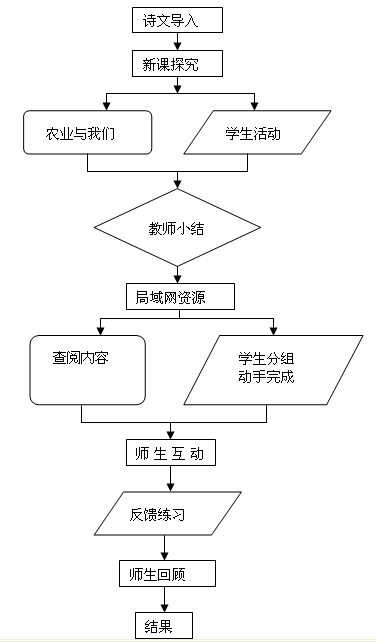 诗文导入
新课探究
农业与我们
学生活动
教师小结
局域网资源
查阅内容
学生分组
动手完成
师 生 互 动
反馈练习
师生回顾
结果